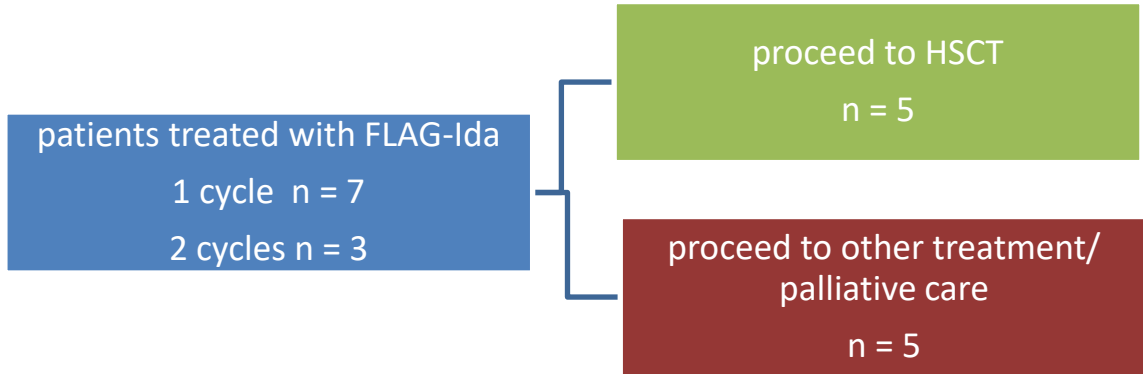 patients treated with FLAG-Ida
1 cycle  n = 7
2 cycles n = 3
proceed to HSCT
n = 5
proceed to other treatment/
palliative care
n = 5